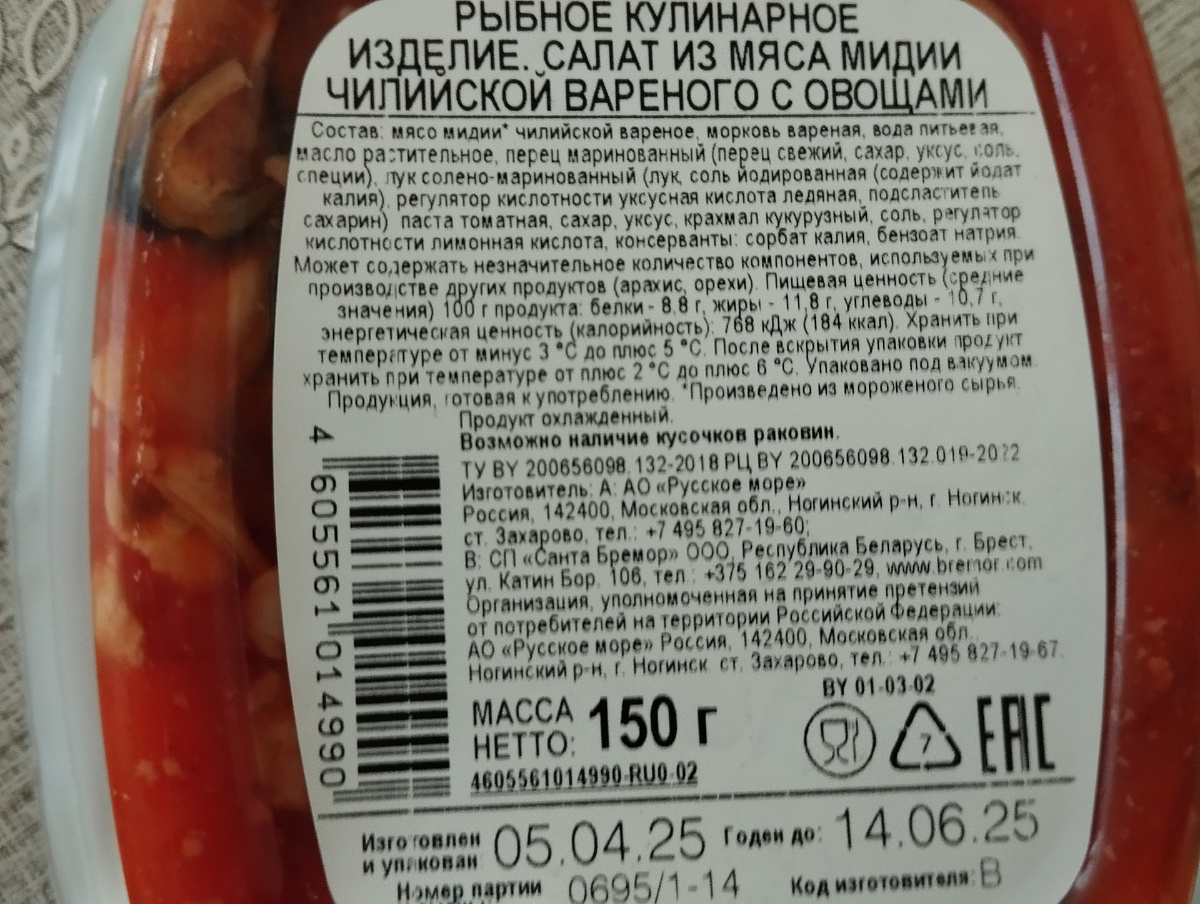 РЫБНОЕ КУЛИНАРНОЕ
ИЗДЕЛИЕ. САЛАТ ИЗ МЯСА МИДИИ
ЧИЛИЙСКОЙ ВАРЕНОГО С ОВОЩАМИ
Состав: мясо мидии* чилийской вареное, морковь вареная, вода питьевая,
масло растительное, перец маринованный (перец свежий, сахар, уксус, соль,
специи), лук солено-маринованный (лук, соль йодированная (содержит йодат
калия), регулятор кислотности уксусная кислота ледяная, подсластитель
сахарин) паста томатная, сахар, уксус, крахмал кукурузный, соль, регулятор
кислотности лимонная кислота, консерванты: сорбат калия, бензоат натрия.
Может содержать незначительное количество компонентов, используемых при
производстве других продуктов (арахис, орехи). Пищевая ценность (средние
значения) 100 г продукта: белки - 8,8 г, жиры - 11,8 г, углеводы - 10,7 г,
энергетическая ценность (калорийность): 768 кДж (184 ккал). Хранить при
температуре от минус 3 °С до плюс 5 °С. После вскрытия упаковки продукт
хранить при температуре от плюс 2 °С до плюс 6 °С. Упаковано под вакуумом.
Продукция, готовая к употреблению. *Произведено из мороженого сырья.
Продукт охлажденный.
Возможно наличие кусочков раковин.
ТУ BY 200656098.132-2018 РЦ BY 200656098.132.019-2022
Изготовитель: А: АО «Русское море»
Россия, 142400, Московская обл., Ногинский р-н, г. Ногинск,
ст. Захарово, тел.: +7 495 827-19-60;
В: СП «Санта Бремор» ООО, Республика Беларусь, г. Брест,
ул. Катин Бор, 106, тел.: +375 162 29-90-29, www.bremor.com
Организация, уполномоченная на принятие претензий
от потребителей на территории Российской Федерации:
АО «Русское море» Россия, 142400, Московская обл.,
Ногинский р-н, г. Ногинск, ст. Захарово, тел.: +7 495 827-19-67.
4 605561 014990
BY 01-03-02
МАССА
НЕТТО: 150 г
7
EAC
4605561014990-RU0-02
Изготовлен
и упакован 05.04.25 Годен до: 14.06.25
Номер партии 0695/1-14 Код изготовителя: В